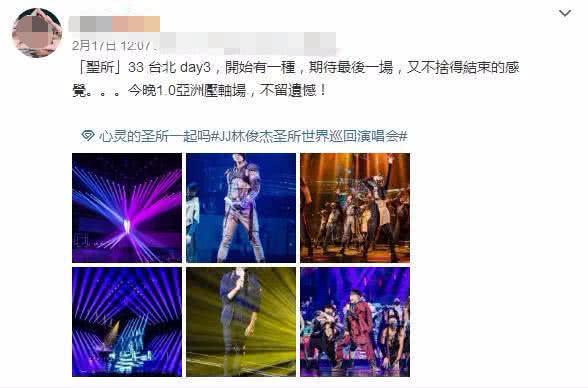 2月17日 12:07
「聖所」33 台北 day3，開始有一種，期待最後一場，又不捨得結束的感
覺。。。今晚1.0亞洲壓軸場，不留遺憾！
心灵的圣所一起吗#JJ林俊杰圣所世界巡回演唱会#